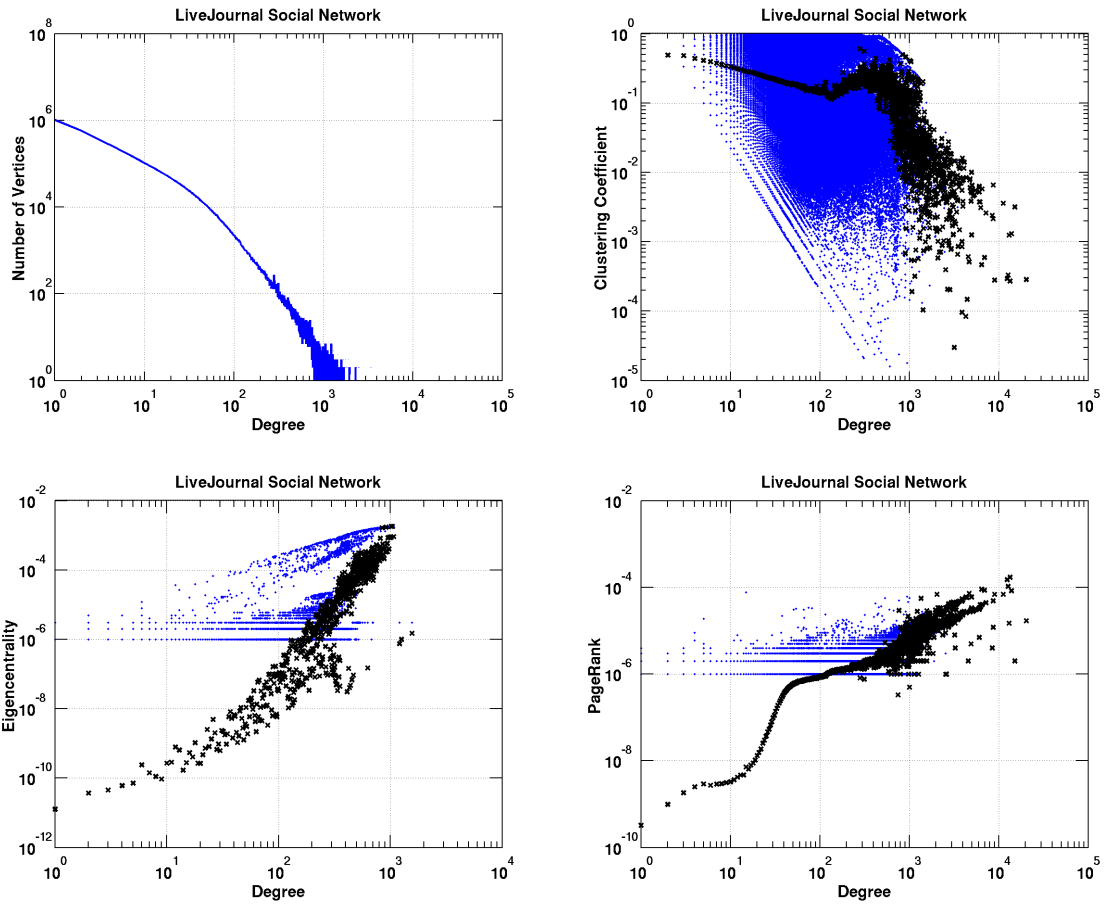 LiveJournal Social Network
10^8
10^6
10^4
10^2
10^0
Number of Vertices
10^0 10^1 10^2 10^3 10^4 10^5
Degree
LiveJournal Social Network
10^0
10^-1
10^-2
10^-3
10^-4
10^-5
Clustering Coefficient
10^0 10^1 10^2 10^3 10^4 10^5
Degree
LiveJournal Social Network
10^-2
10^-4
10^-6
10^-8
10^-10
10^-12
Eigencentrality
10^0 10^1 10^2 10^3 10^4
Degree
LiveJournal Social Network
10^-2
10^-4
10^-6
10^-8
10^-10
PageRank
10^0 10^1 10^2 10^3 10^4 10^5
Degree